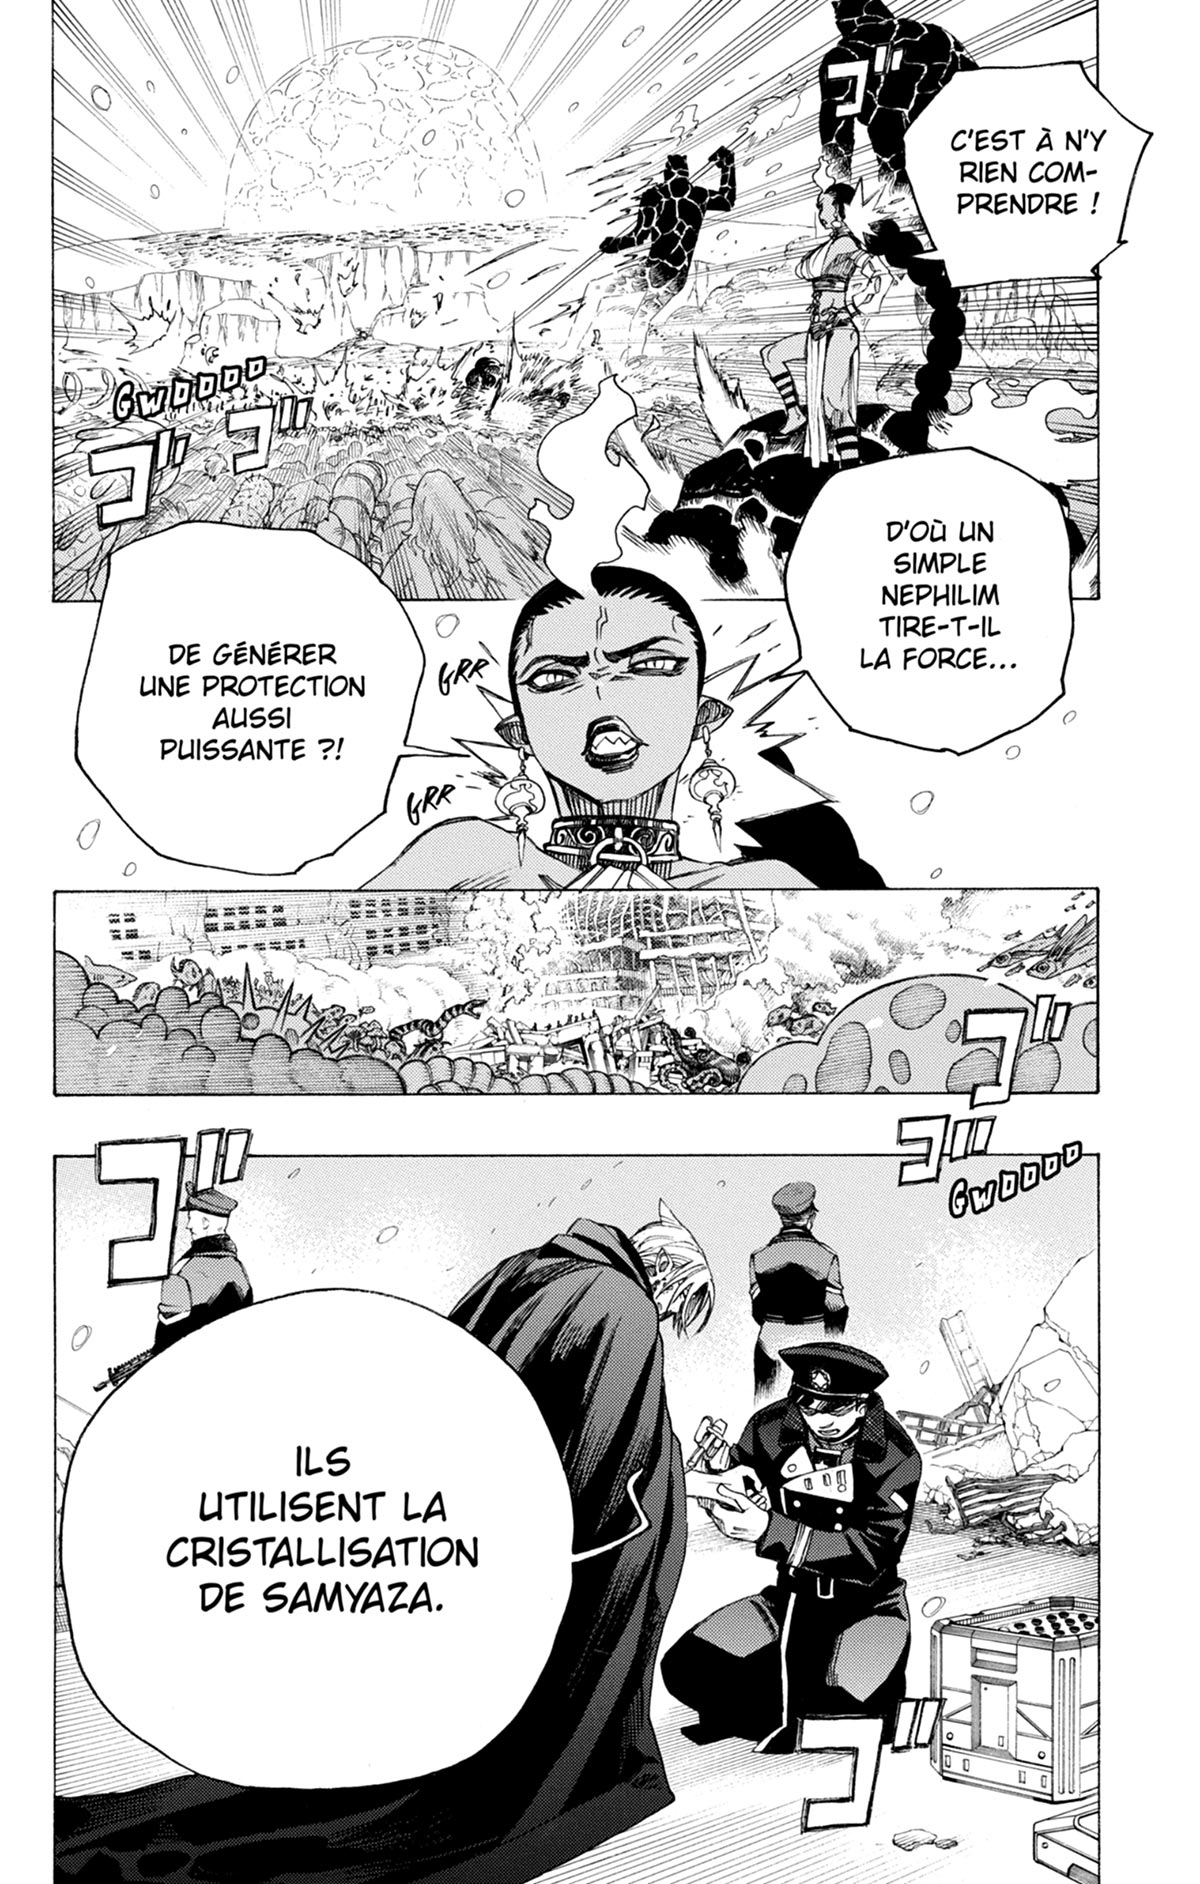 C'EST À N'Y
RIEN COM-
PRENDRE !
ゴ
GWOOOO
ゴ
ゴ
D'OÙ UN
SIMPLE
NEPHILIM
TIRE-T-IL
LA FORCE...
DE GÉNÉRER
UNE PROTECTION
AUSSI
PUISSANTE ?!
GRR
GRR
ゴ
ゴ
GWOOOO
ゴ
ILS
UTILISENT LA
CRISTALLISATION
DE SAMYAZA.
ゴ